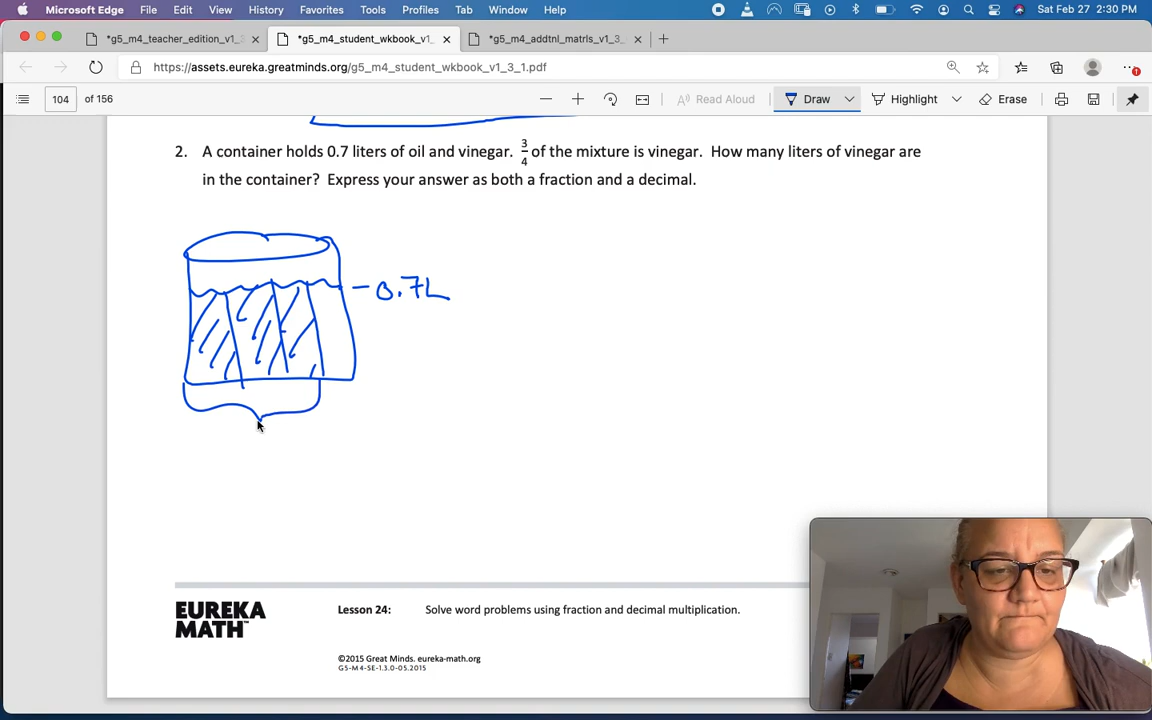 Microsoft Edge File Edit View History Favorites Tools Profiles Tab Window Help Sat Feb 27 2:30 PM
*g5_m4_teacher_edition_v1_ *g5_m4_student_wkbook_v1_ *g5_m4_addtnl_matrls_v1_3_
https://assets.eureka.greatminds.org/g5_m4_student_wkbook_v1_3_1.pdf
104 of 156 Read Aloud Draw Highlight Erase
2. A container holds 0.7 liters of oil and vinegar. 3/4 of the mixture is vinegar. How many liters of vinegar are
in the container? Express your answer as both a fraction and a decimal.
- 0.7L
EUREKA
MATH™
Lesson 24: Solve word problems using fraction and decimal multiplication.
©2015 Great Minds. eureka-math.org
G5-M4-SE-1.3.0-05.2015